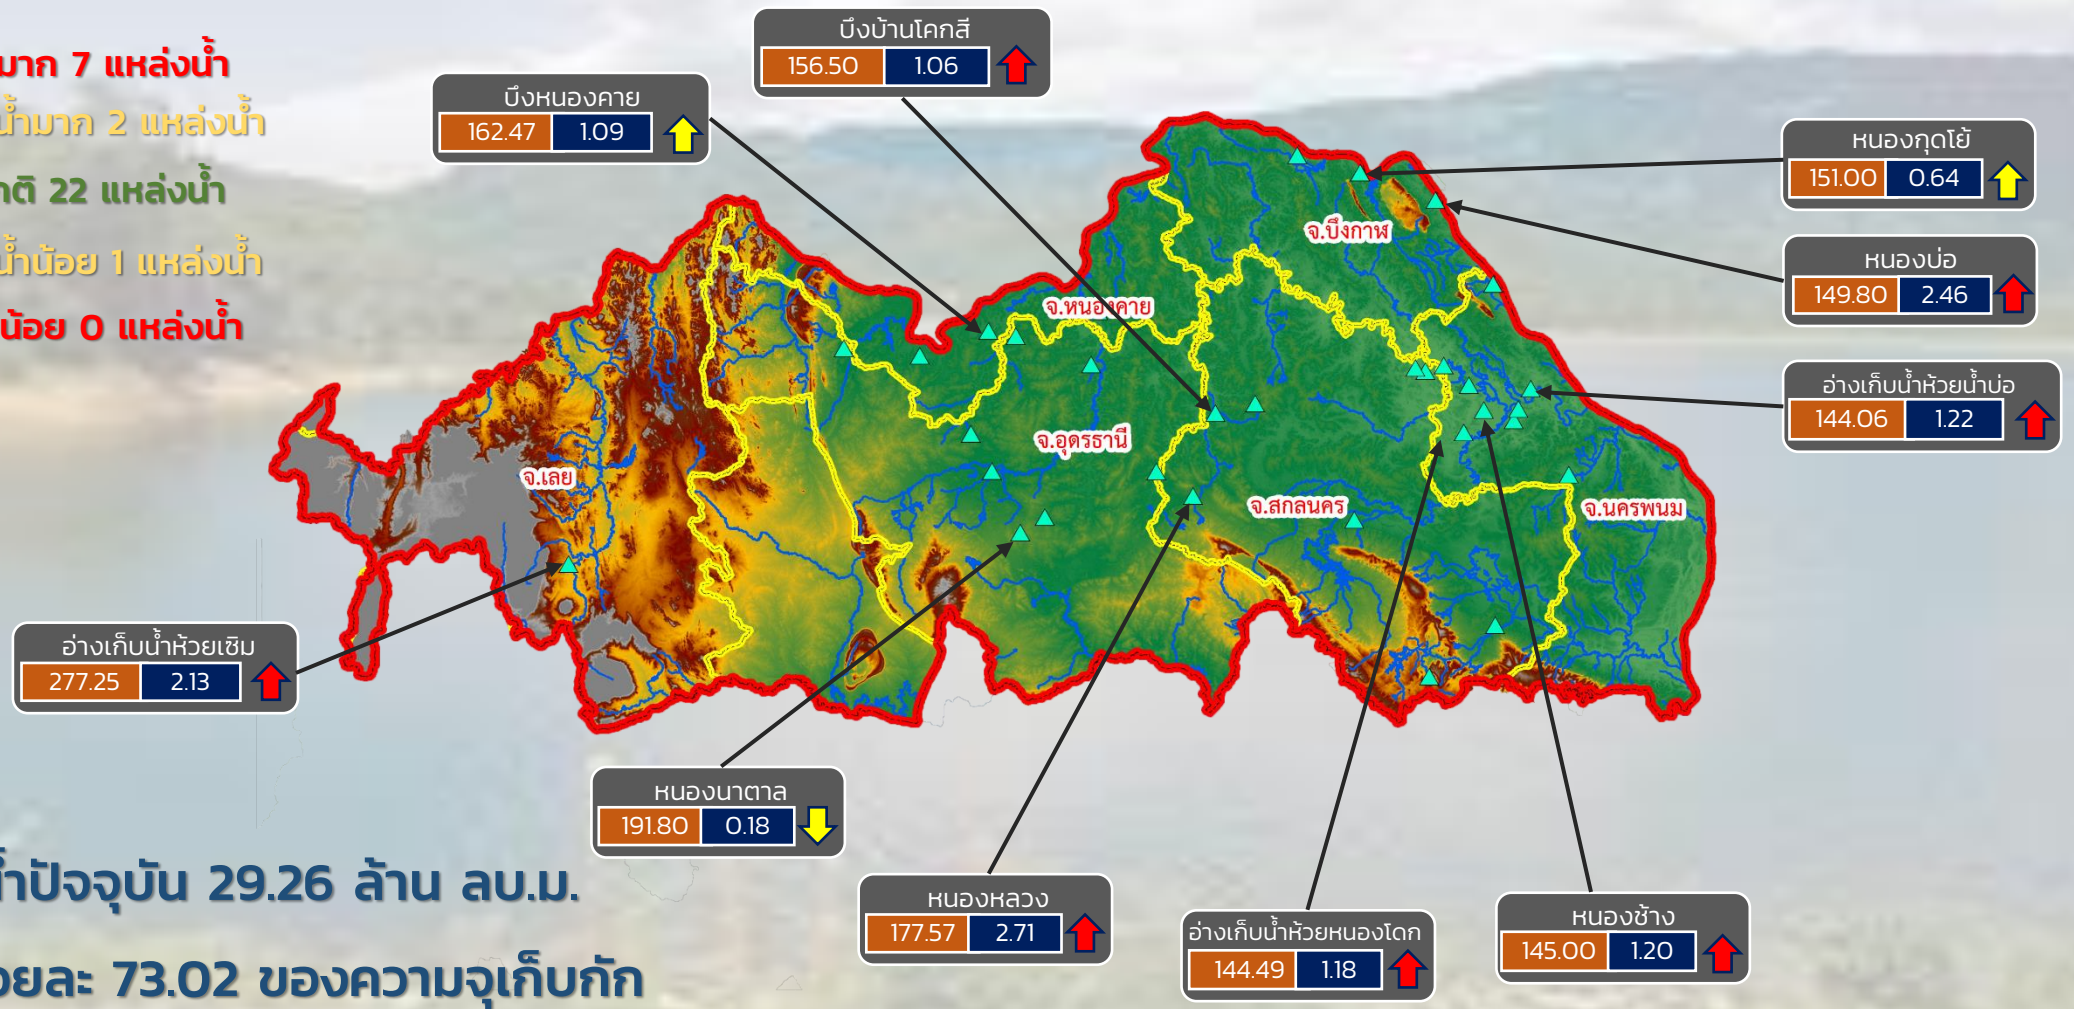 มาก 7 แหล่งน้ำ
น้ำมาก 2 แหล่งน้ำ
กติ 22 แหล่งน้ำ
น้ำน้อย 1 แหล่งน้ำ
น้อย 0 แหล่งน้ำ
บึงบ้านโคกสี
156.50 1.06
บึงหนองคาย
162.47 1.09
หนองกุดโย้
151.00 0.64
หนองบ่อ
149.80 2.46
อ่างเก็บน้ำห้วยน้ำบ่อ
144.06 1.22
จ.บึงกาฬ
จ.หนองคาย
จ.อุดรธานี
จ.เลย
จ.สกลนคร
จ.นครพนม
อ่างเก็บน้ำห้วยเซิม
277.25 2.13
หนองนาตาล
191.80 0.18
หนองหลวง
177.57 2.71
อ่างเก็บน้ำห้วยหนองโดก
144.49 1.18
หนองช้าง
145.00 1.20
ปัจจุบัน 29.26 ล้าน ลบ.ม.
ยละ 73.02 ของความจุเก็บกัก